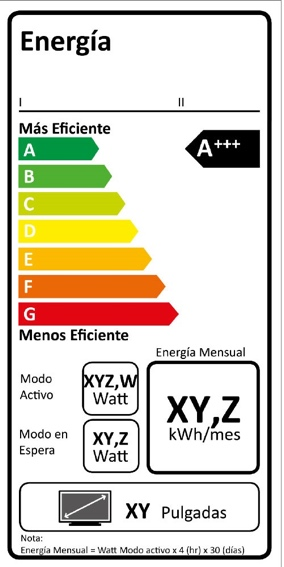 Energía
I II
Más Eficiente
A
A+++
B
C
D
E
F
G
Menos Eficiente
Energía Mensual
Modo
Activo
XYZ,W
Watt
XY,Z
kWh/mes
Modo en
Espera
XY,Z
Watt
XY Pulgadas
Nota:
Energía Mensual = Watt Modo activo x 4 (hr) x 30 (días)